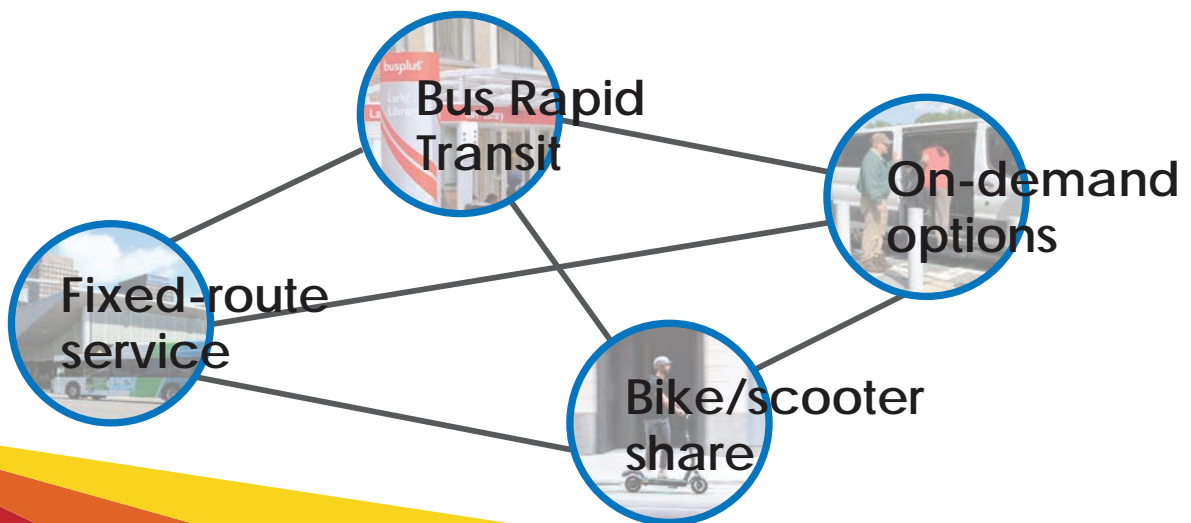 busplus
Bus Rapid
Transit
On-demand
options
Fixed-route
service
Bike/scooter
share